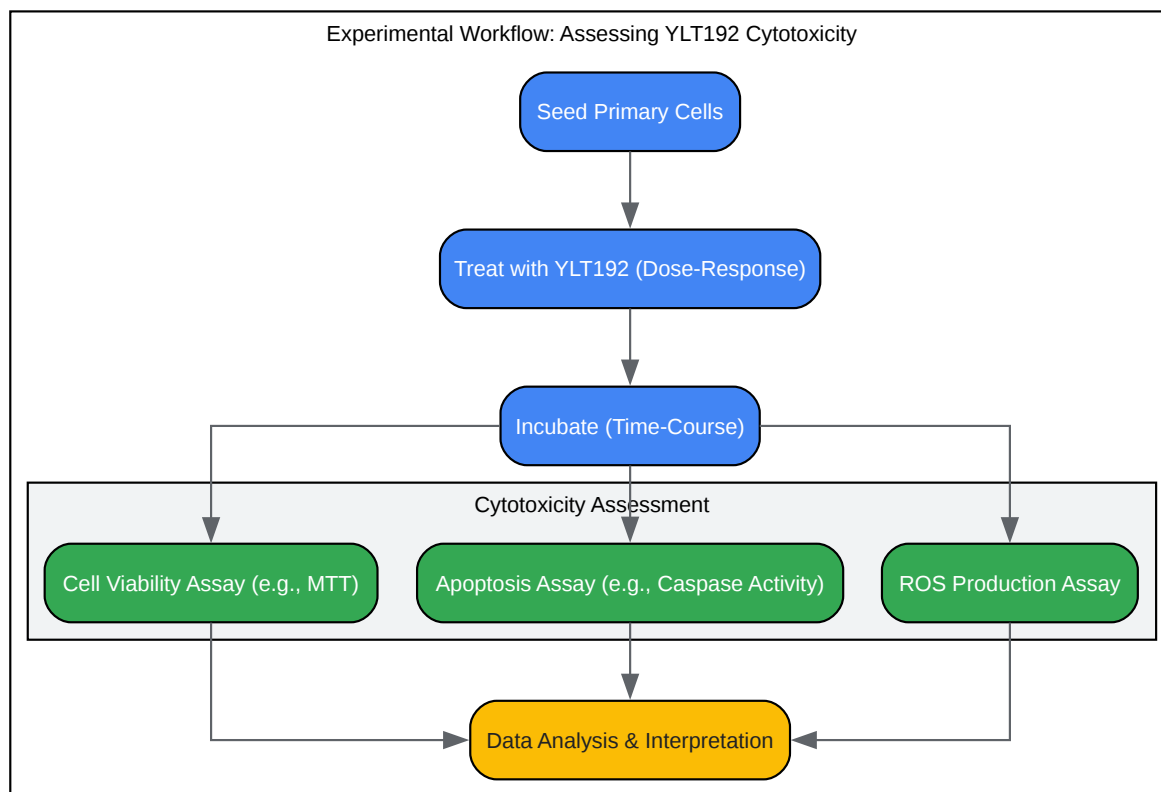 Experimental Workflow: Assessing YLT192 Cytotoxicity
Seed Primary Cells
Treat with YLT192 (Dose-Response)
Incubate (Time-Course)
Cytotoxicity Assessment
Cell Viability Assay (e.g., MTT)
Apoptosis Assay (e.g., Caspase Activity)
ROS Production Assay
Data Analysis & Interpretation